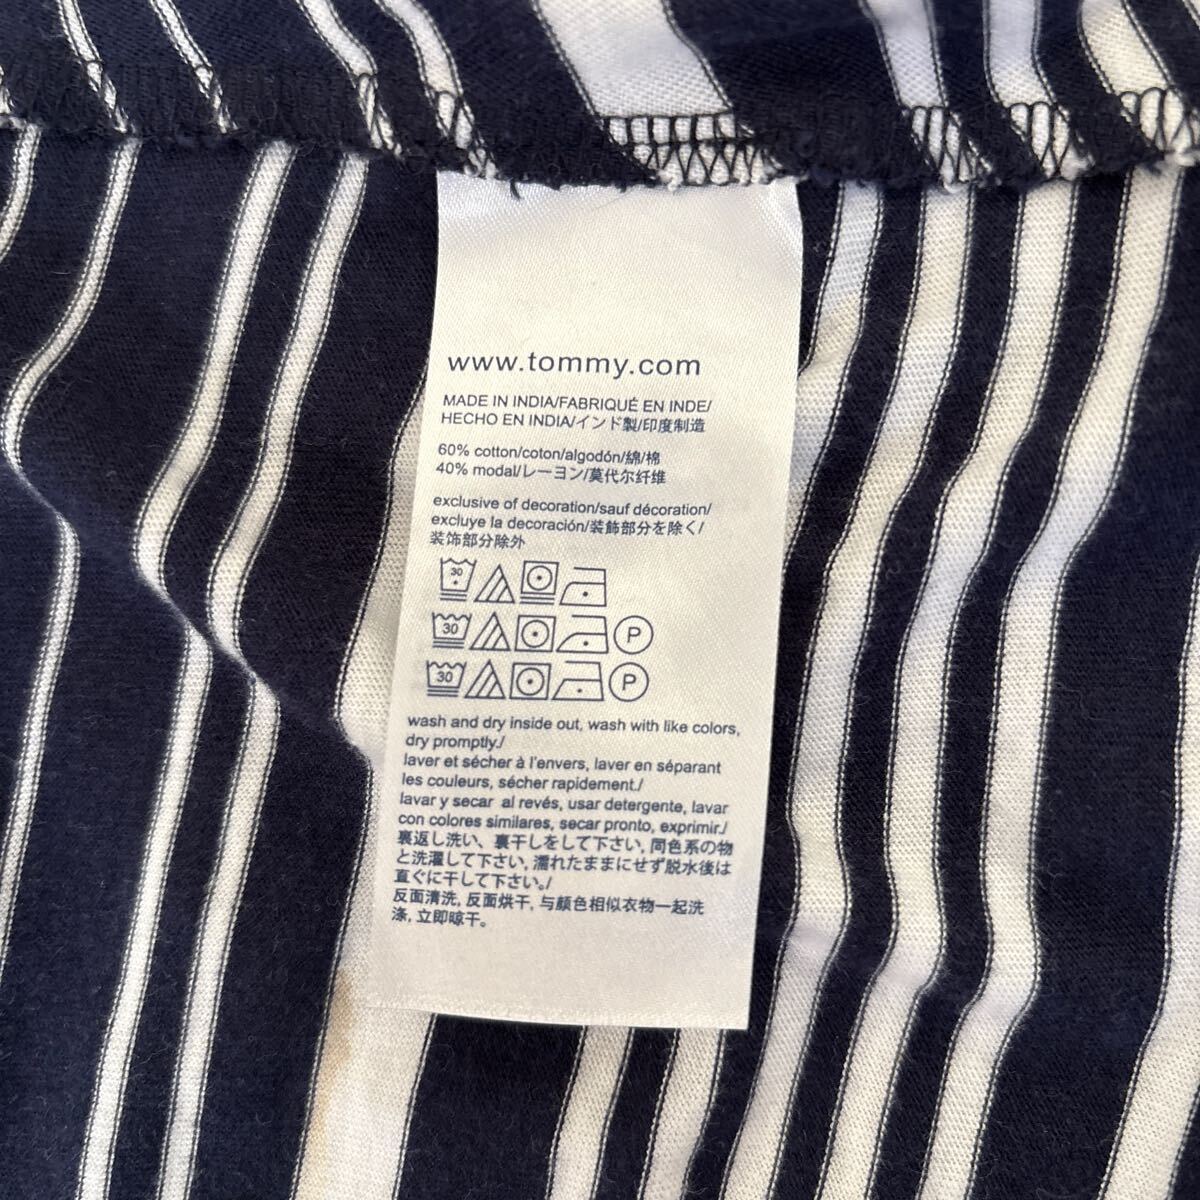 www.tommy.com
MADE IN INDIA/FABRIQUÉ EN INDE/
HECHO EN INDIA/インド製/印度制造
60% cotton/coton/algodón/綿/棉
40% modal/レーヨン/莫代尔纤维
exclusive of decoration/sauf décoration/
excluye la decoración/装飾部分を除く/
装饰部分除外
30
30 P
30 P
wash and dry inside out, wash with like colors,
dry promptly./
laver et sécher à l'envers, laver en séparant
les couleurs, sécher rapidement./
lavar y secar al revés, usar detergente, lavar
con colores similares, secar pronto, exprimir./
裏返し洗い、裏干しをして下さい, 同色系の物
と洗濯して下さい, 濡れたままにせず脱水後は
直ぐに干して下さい。/
反面清洗, 反面烘干, 与颜色相似衣物一起洗
涤, 立即晾干。